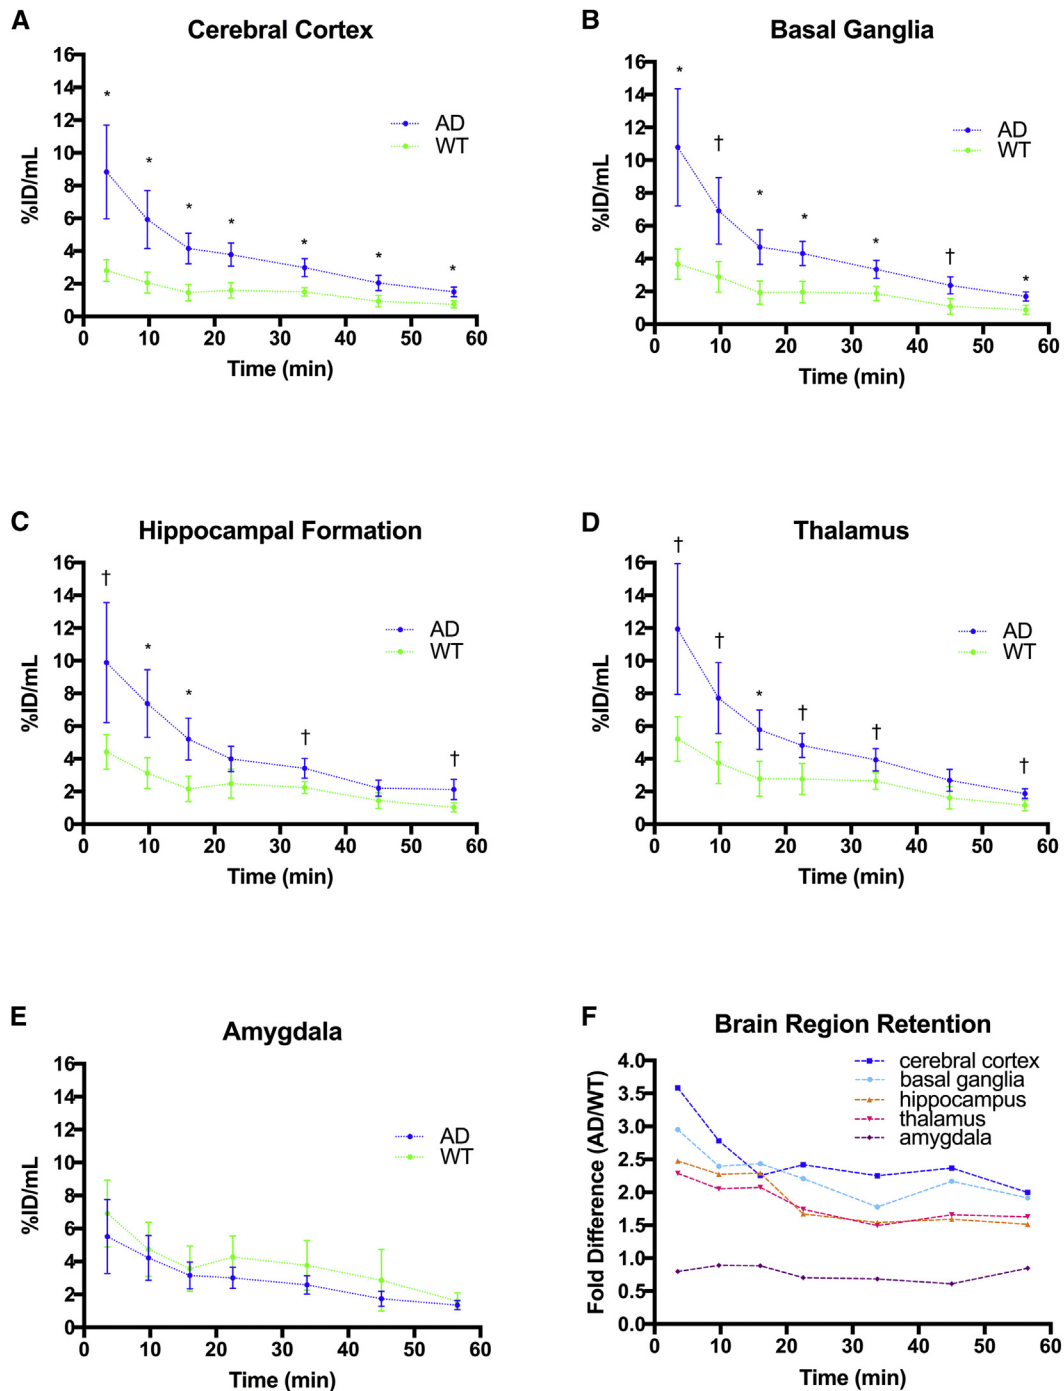 A
Cerebral Cortex
16
14
12
10
8
6
4
2
0
%ID/mL
* * * * * * *
AD
WT
0 10 20 30 40 50 60
Time (min)
B
Basal Ganglia
16
14
12
10
8
6
4
2
0
%ID/mL
* † * * * † *
AD
WT
0 10 20 30 40 50 60
Time (min)
C
Hippocampal Formation
16
14
12
10
8
6
4
2
0
%ID/mL
† * * † †
AD
WT
0 10 20 30 40 50 60
Time (min)
D
Thalamus
16
14
12
10
8
6
4
2
0
%ID/mL
† † * † † †
AD
WT
0 10 20 30 40 50 60
Time (min)
E
Amygdala
16
14
12
10
8
6
4
2
0
%ID/mL
AD
WT
0 10 20 30 40 50 60
Time (min)
F
Brain Region Retention
4.0
3.5
3.0
2.5
2.0
1.5
1.0
0.5
0.0
Fold Difference (AD/WT)
cerebral cortex
basal ganglia
hippocampus
thalamus
amygdala
0 10 20 30 40 50 60
Time (min)